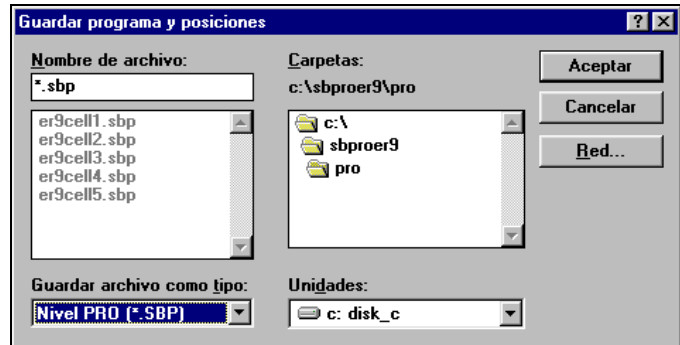 Guardar programa y posiciones
Nombre de archivo:
*.sbp
er9cell1.sbp
er9cell2.sbp
er9cell3.sbp
er9cell4.sbp
er9cell5.sbp
Guardar archivo como tipo:
Nivel PRO (*.SBP)
Carpetas:
c:\sbproer9\pro
c:\
sbproer9
pro
Unidades:
c: disk_c
Aceptar
Cancelar
Red...